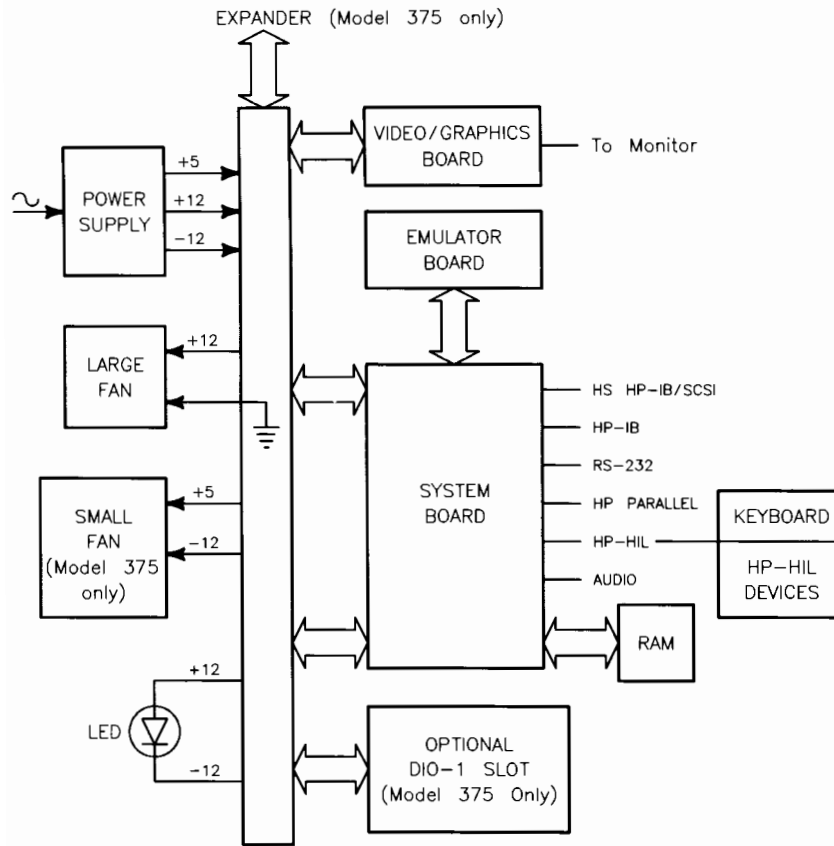 EXPANDER (Model 375 only)
VIDEO/GRAPHICS
BOARD
To Monitor
POWER
SUPPLY
+5
+12
-12
EMULATOR
BOARD
LARGE
FAN
+12
SYSTEM
BOARD
HS HP-IB/SCSI
HP-IB
RS-232
HP PARALLEL
HP-HIL
AUDIO
KEYBOARD
HP-HIL
DEVICES
SMALL
FAN
(Model 375
only)
+5
-12
RAM
LED
+12
-12
OPTIONAL
DIO-1 SLOT
(Model 375 Only)